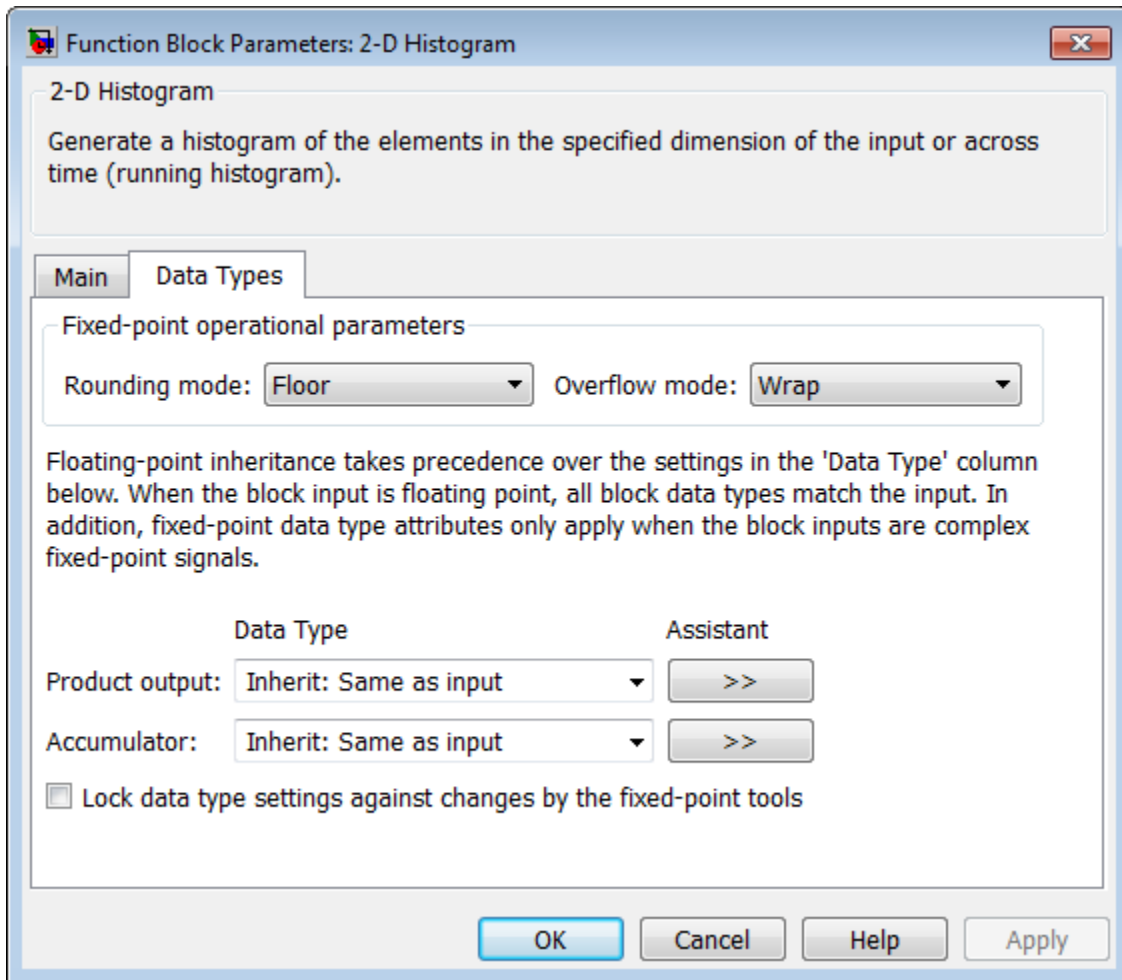 Function Block Parameters: 2-D Histogram
2-D Histogram
Generate a histogram of the elements in the specified dimension of the input or across
time (running histogram).
Main Data Types
Fixed-point operational parameters
Rounding mode: Floor Overflow mode: Wrap
Floating-point inheritance takes precedence over the settings in the 'Data Type' column
below. When the block input is floating point, all block data types match the input. In
addition, fixed-point data type attributes only apply when the block inputs are complex
fixed-point signals.
Data Type Assistant
Product output: Inherit: Same as input >>
Accumulator: Inherit: Same as input >>
Lock data type settings against changes by the fixed-point tools
OK Cancel Help Apply